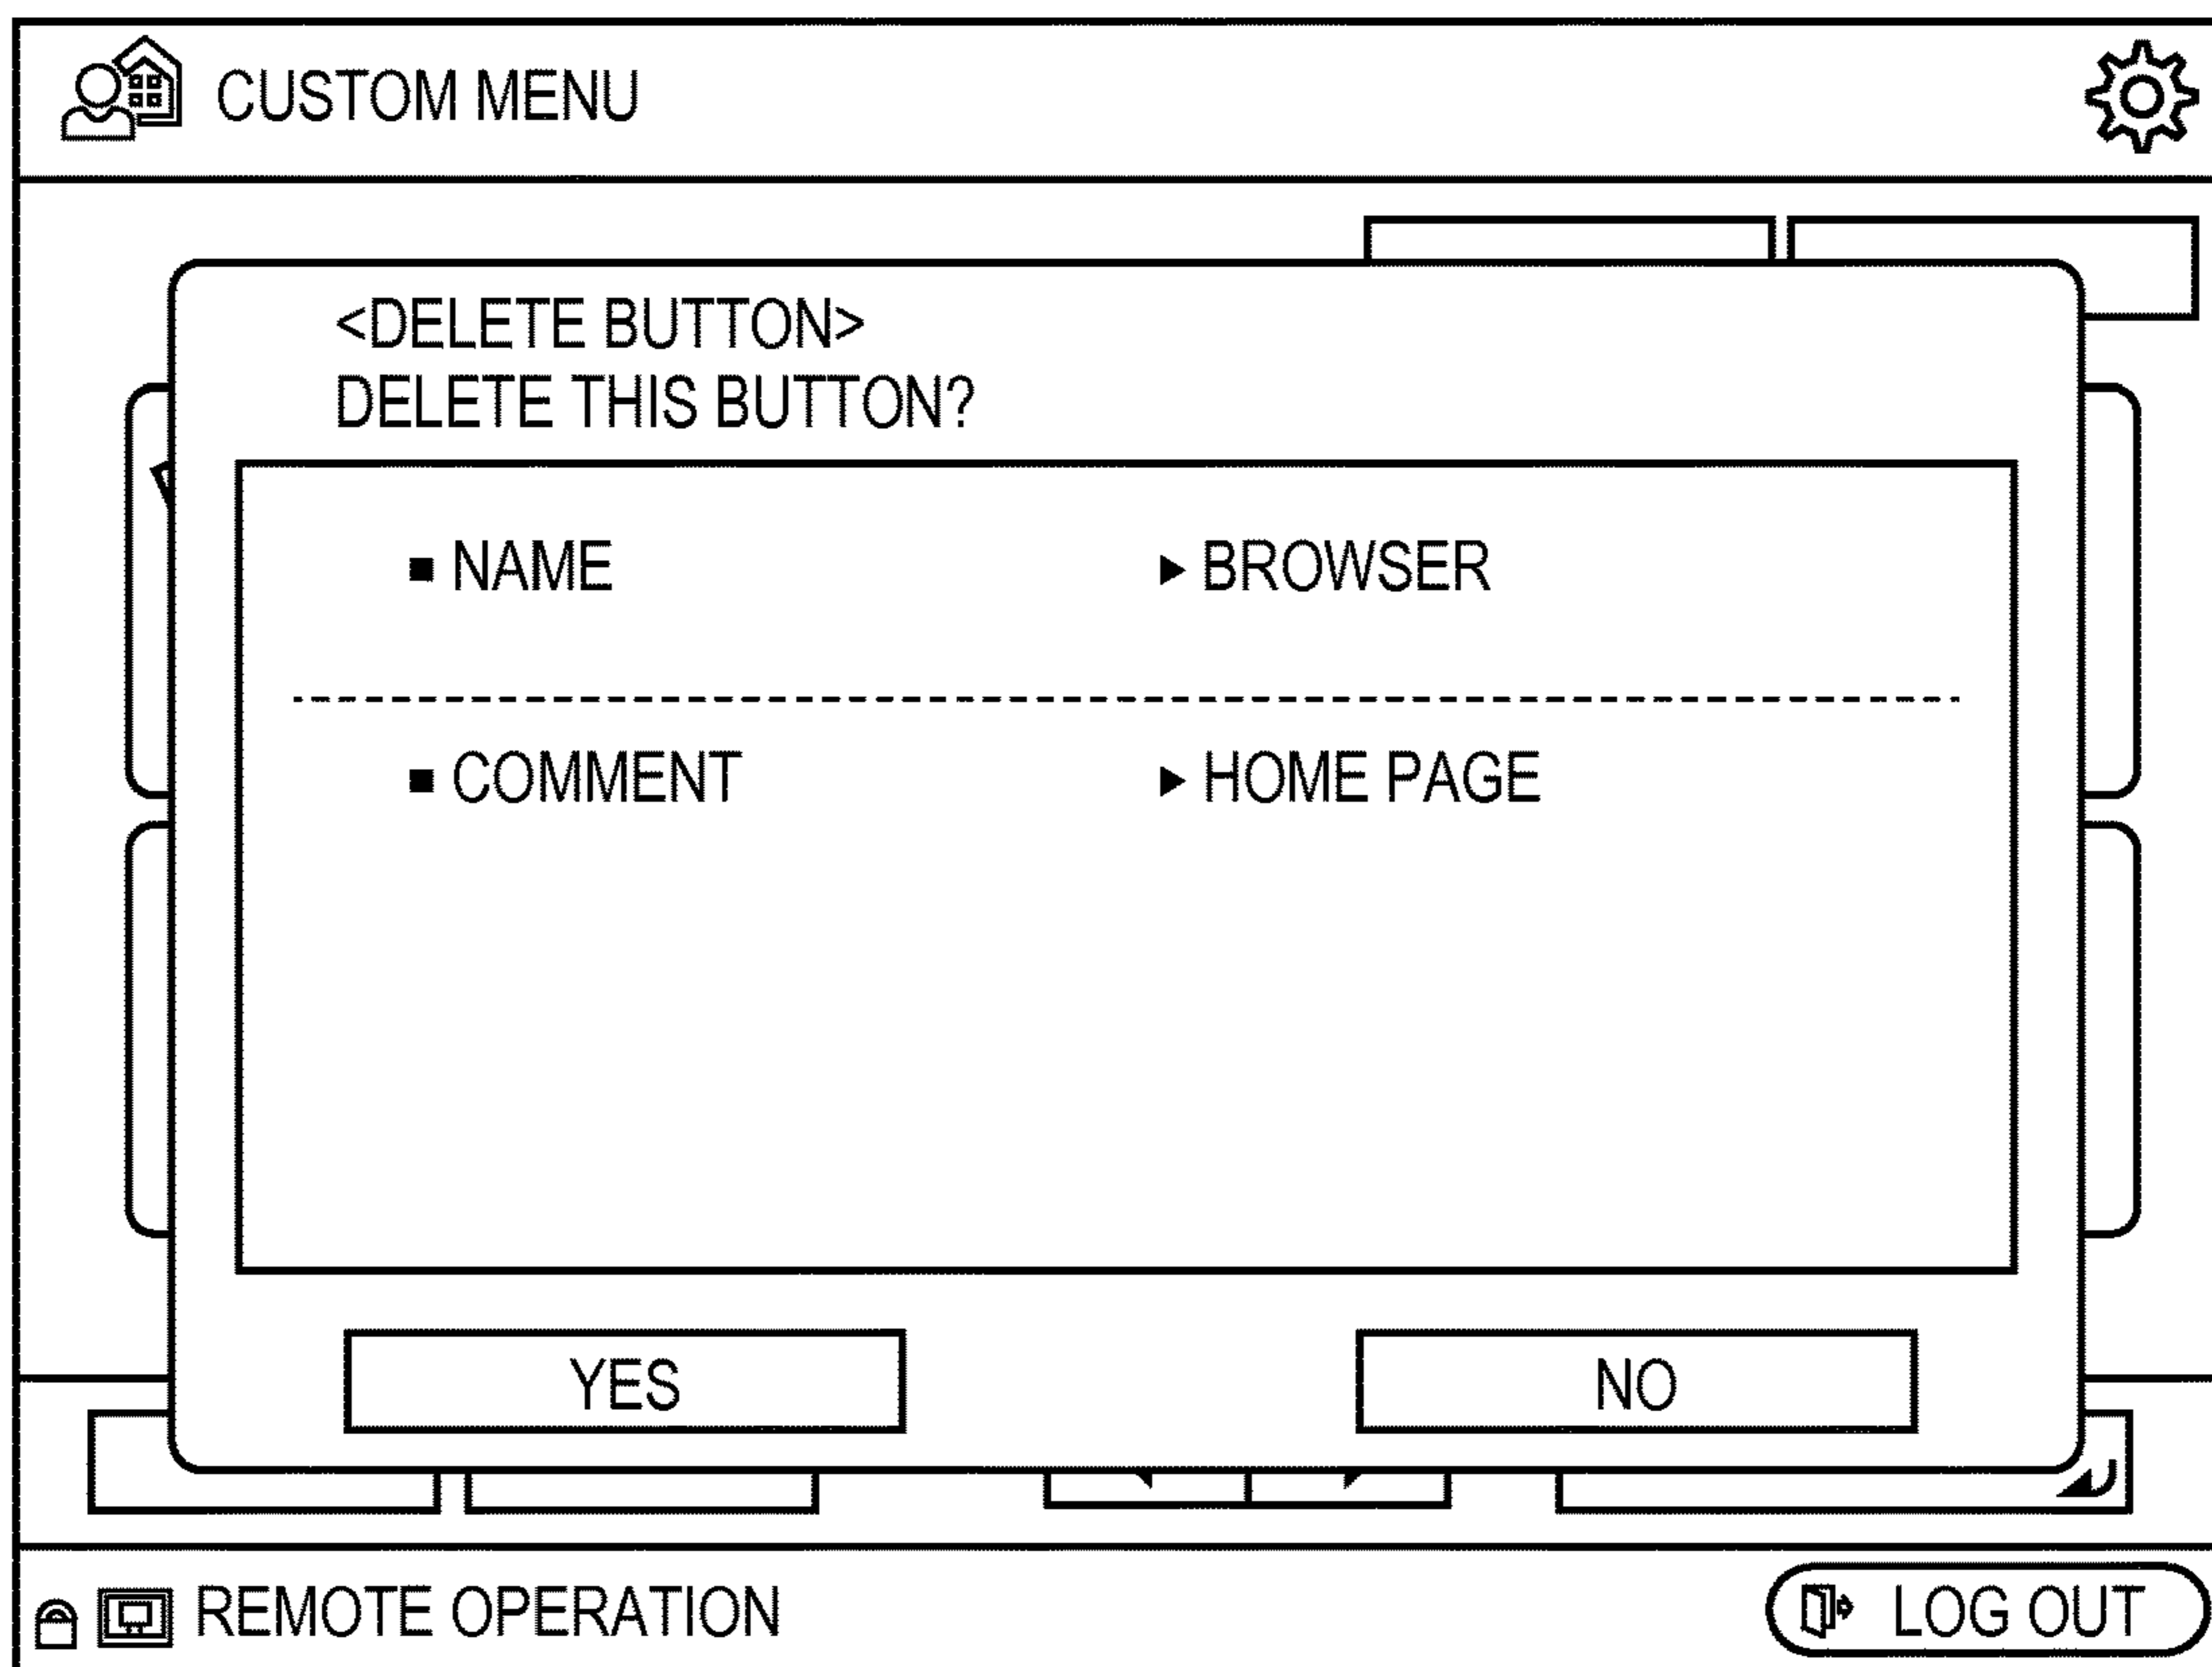 CUSTOM MENU
<DELETE BUTTON>
DELETE THIS BUTTON?
■ NAME ▶ BROWSER
■ COMMENT ▶ HOME PAGE
YES NO
REMOTE OPERATION LOG OUT